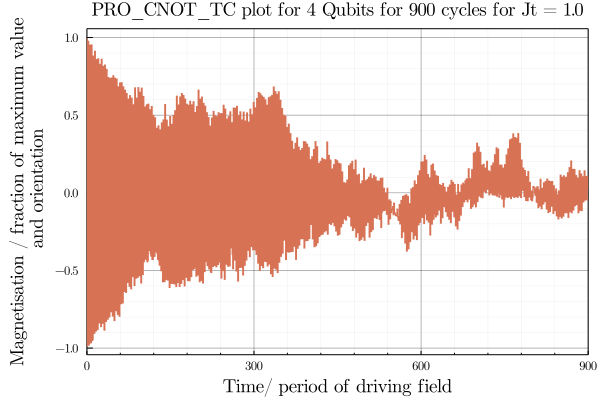 PRO_CNOT_TC plot for 4 Qubits for 900 cycles for Jt = 1.0
Magnetisation / fraction of maximum value
and orientation
1.0
0.5
0.0
−0.5
−1.0
0
300
600
900
Time/ period of driving field